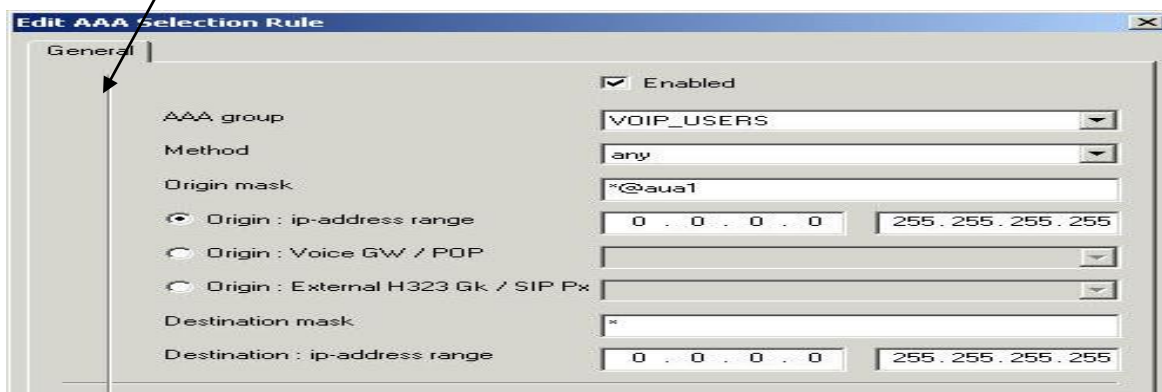 Edit AAA Selection Rule
General
Enabled
AAA group VOIP_USERS
Method any
Origin mask *@aua1
Origin : ip-address range 0 . 0 . 0 . 0 255.255.255.255
Origin : Voice GW / POP
Origin : External H323 Gk / SIP Px
Destination mask *
Destination : ip-address range 0 . 0 . 0 . 0 255.255.255.255